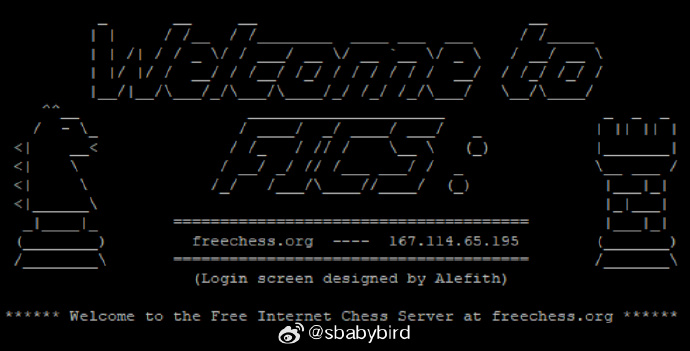 Welcome to
FICS:
freechess.org ---- 167.114.65.195
(Login screen designed by Alefith)
****** Welcome to the Free Internet Chess Server at freechess.org ******
@sbabybird